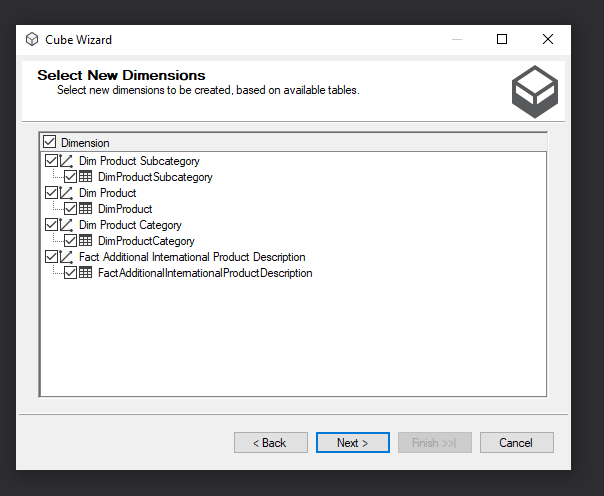 Cube Wizard
Select New Dimensions
Select new dimensions to be created, based on available tables.
Dimension
Dim Product Subcategory
DimProductSubcategory
Dim Product
DimProduct
Dim Product Category
DimProductCategory
Fact Additional International Product Description
FactAdditionalInternationalProductDescription
< Back Next > Finish >>| Cancel